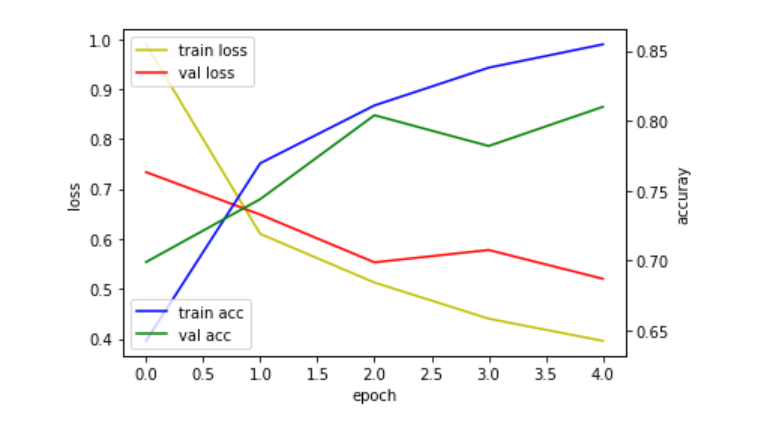 train loss
val loss
train acc
val acc
1.0
0.9
0.8
0.7
0.6
0.5
0.4
loss
0.85
0.80
0.75
0.70
0.65
accuray
0.0 0.5 1.0 1.5 2.0 2.5 3.0 3.5 4.0
epoch